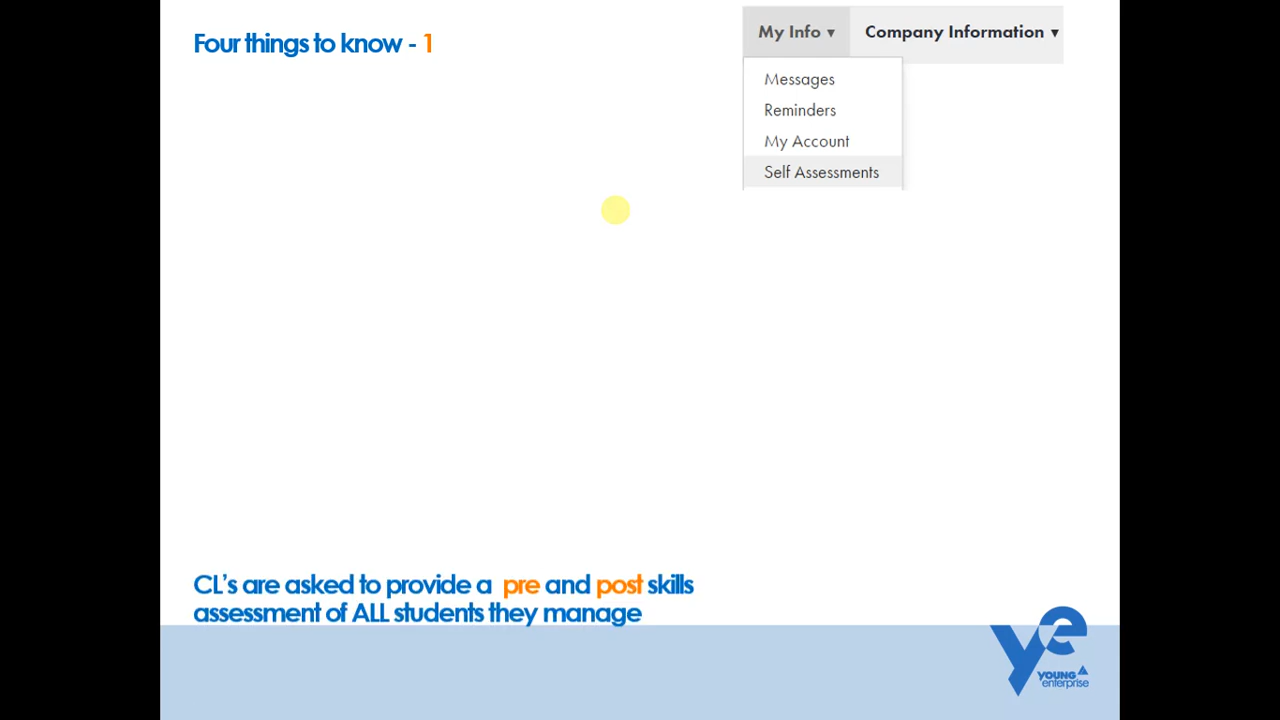 Four things to know - 1
My Info ▼ Company Information ▼
Messages
Reminders
My Account
Self Assessments
CL's are asked to provide a pre and post skills
assessment of ALL students they manage
ye
YOUNG
enterprise